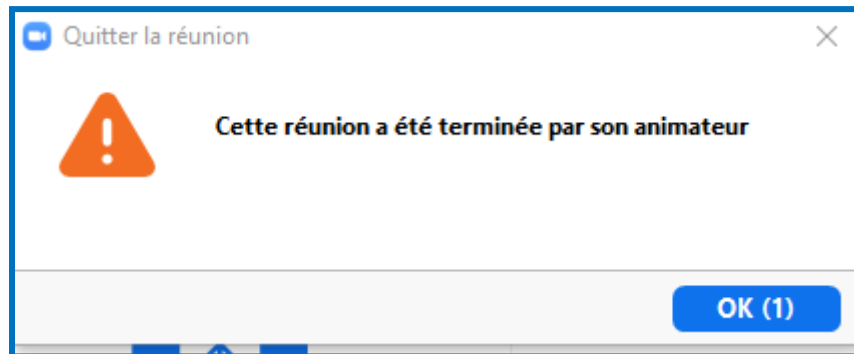 Quitter la réunion
Cette réunion a été terminée par son animateur
OK (1)